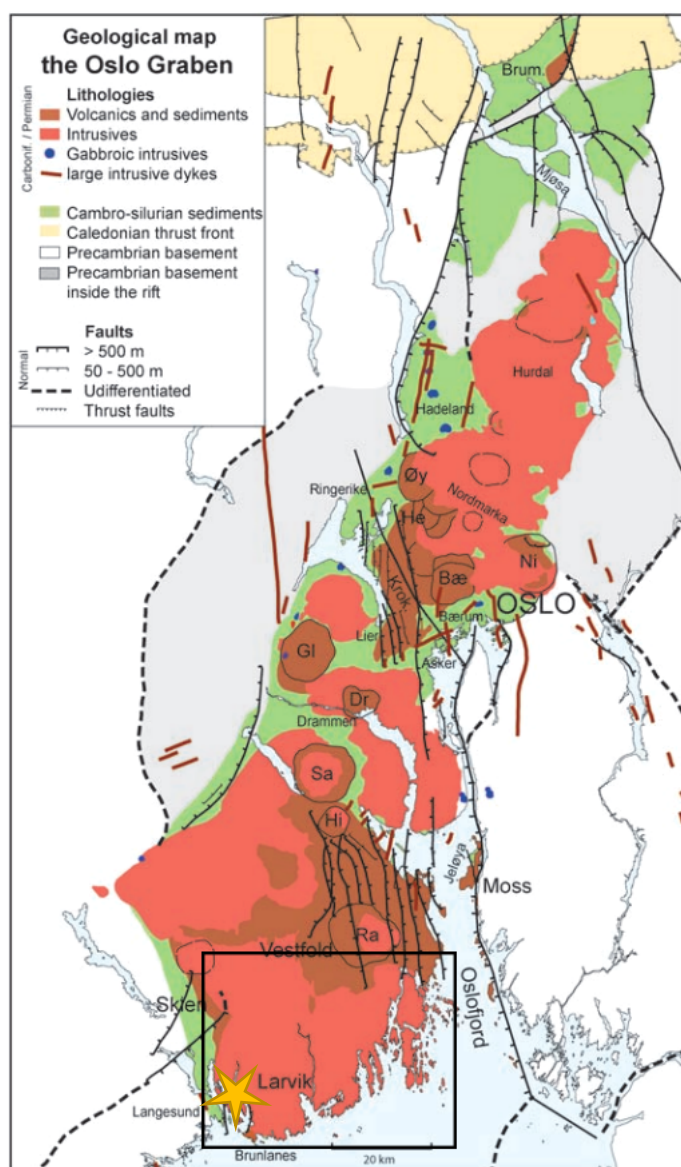 Geological map
the Oslo Graben
Carbonif. / Permian
Lithologies
Volcanics and sediments
Intrusives
Gabbroic intrusives
large intrusive dykes
Cambro-silurian sediments
Caledonian thrust front
Precambrian basement
Precambrian basement
inside the rift
Normal
Faults
> 500 m
50 - 500 m
Undifferentiated
Thrust faults
Brum.
Mjøsa
Hurdal
Hadeland
Øy
Ringerike
Nordmarka
He
Krok.
Bæ
Ni
OSLO
Bærum
Lier
Asker
Gl
Dr
Drammen
Sa
Hi
Jeløya
Moss
Ra
Vestfold
Oslofjord
Skien
Larvik
Langesund
Brunlanes
20 km